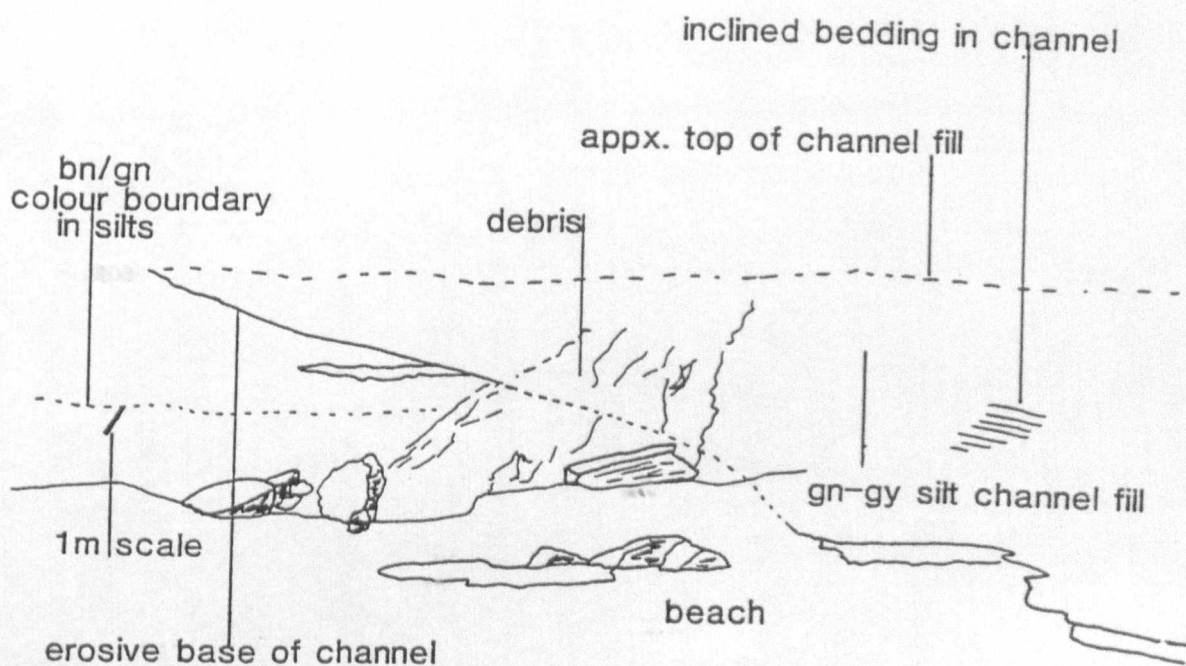 inclined bedding in channel
appx. top of channel fill
bn/gn
colour boundary
in silts
debris
gn-gy silt channel fill
1m scale
beach
erosive base of channel